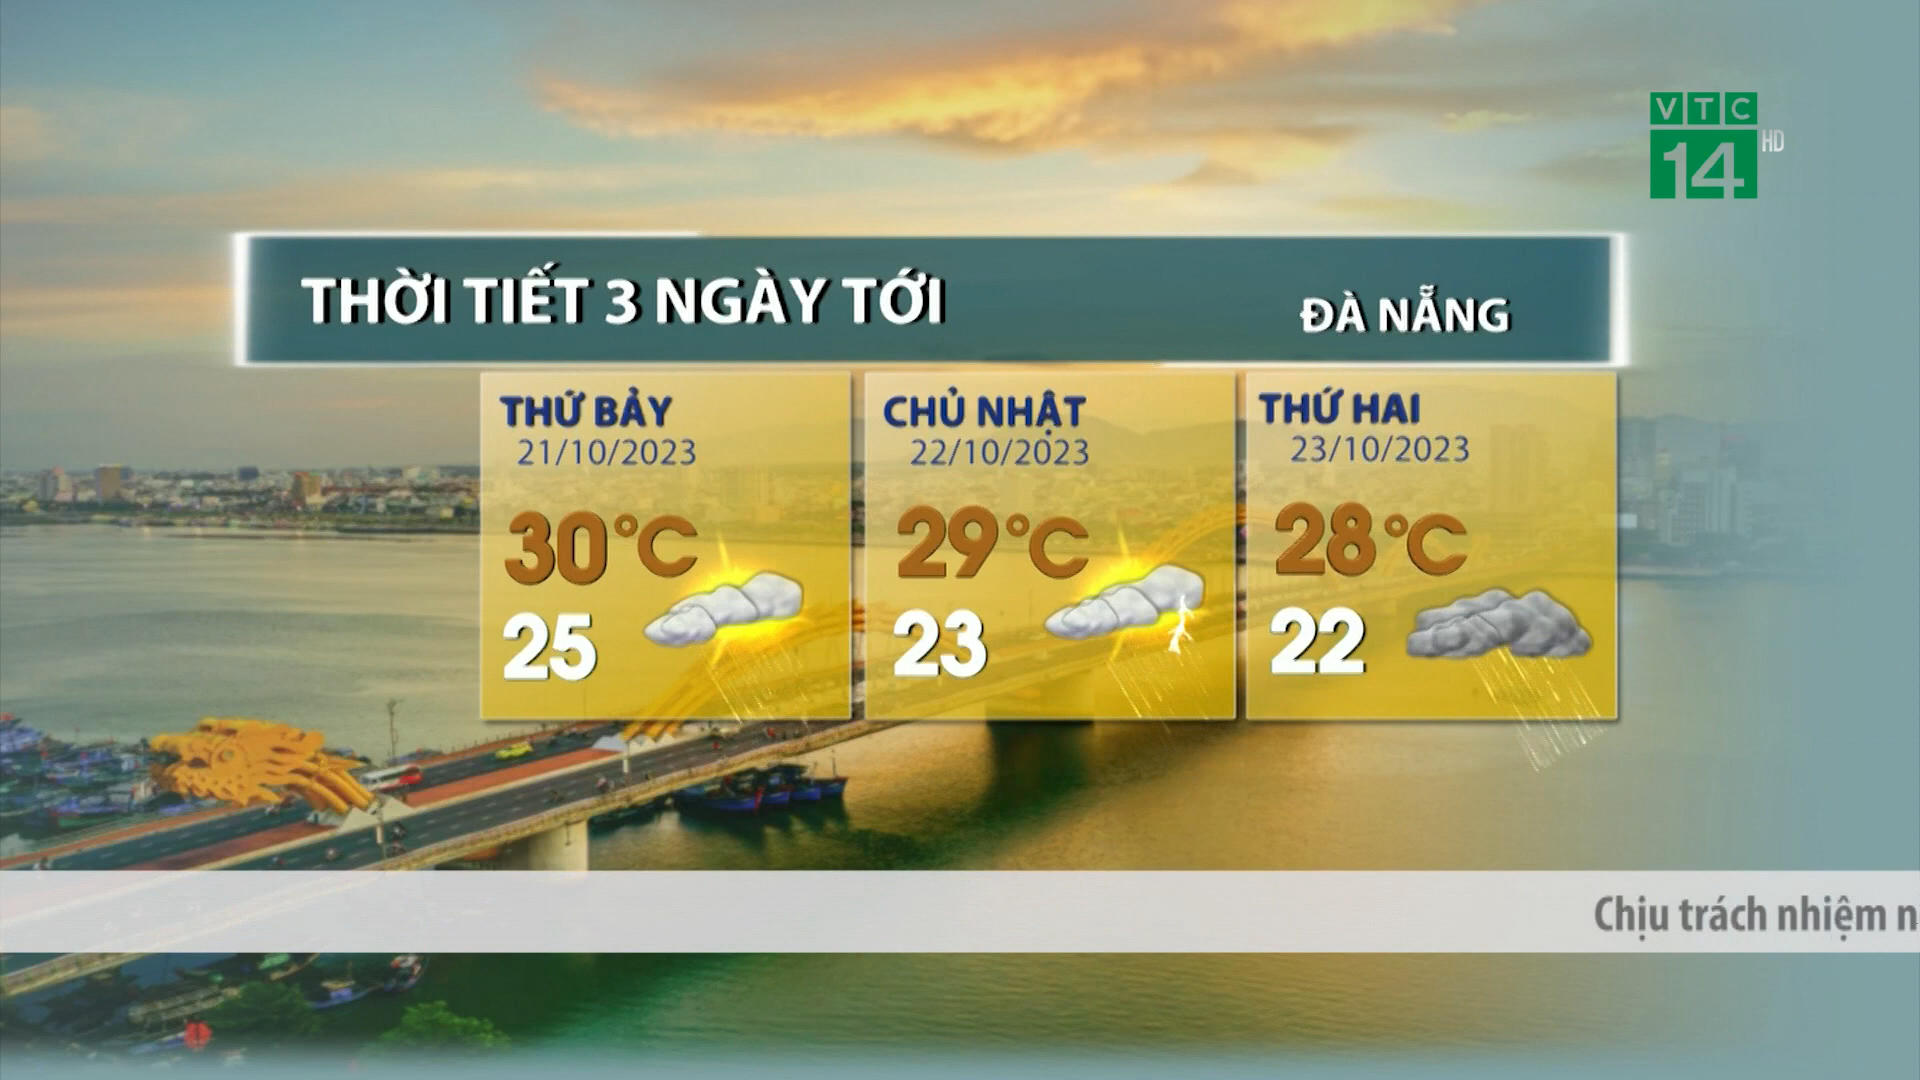 VTC
14 HD
THỜI TIẾT 3 NGÀY TỚI
ĐÀ NẴNG
THỨ BẢY
21/10/2023
30°C
25
CHỦ NHẬT
22/10/2023
29°C
23
THỨ HAI
23/10/2023
28°C
22
Chịu trách nhiệm n